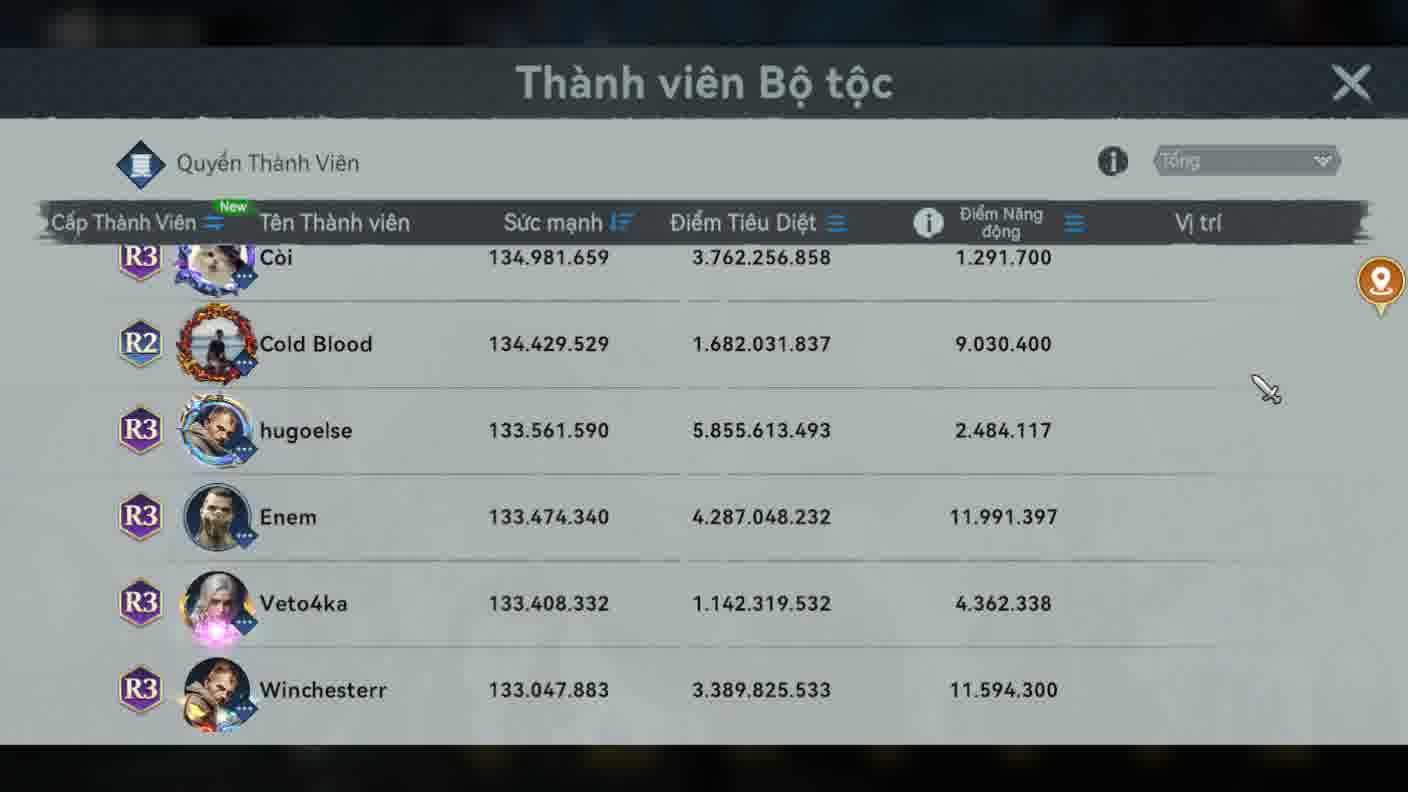 Thành viên Bộ tộc
Quyển Thành Viên
Tổng
Cấp Thành Viên New Tên Thành viên Sức mạnh Điểm Tiêu Diệt Điểm Năng động Vị trí
R3 Còi 134.981.659 3.762.256.858 1.291.700
R2 Cold Blood 134.429.529 1.682.031.837 9.030.400
R3 hugoelse 133.561.590 5.855.613.493 2.484.117
R3 Enem 133.474.340 4.287.048.232 11.991.397
R3 Veto4ka 133.408.332 1.142.319.532 4.362.338
R3 Winchesterr 133.047.883 3.389.825.533 11.594.300